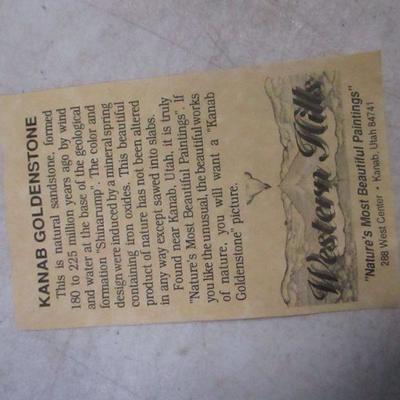 KANAB GOLDENSTONE
This is natural sandstone, formed
180 to 225 million years ago by wind
and water at the base of the geological
formation "Shinarump". The color and
design were induced by a mineral spring
containing iron oxides. This beautiful
product of nature has not been altered
in any way except sawed into slabs.
Found near Kanab, Utah, it is truly
"Nature's Most Beautiful Paintings". If
you like the unusual, the beautiful works
of nature, you will want a "Kanab
Goldenstone" picture.
Western Hills
"Nature's Most Beautiful Paintings"
288 West Center • Kanab, Utah 84741